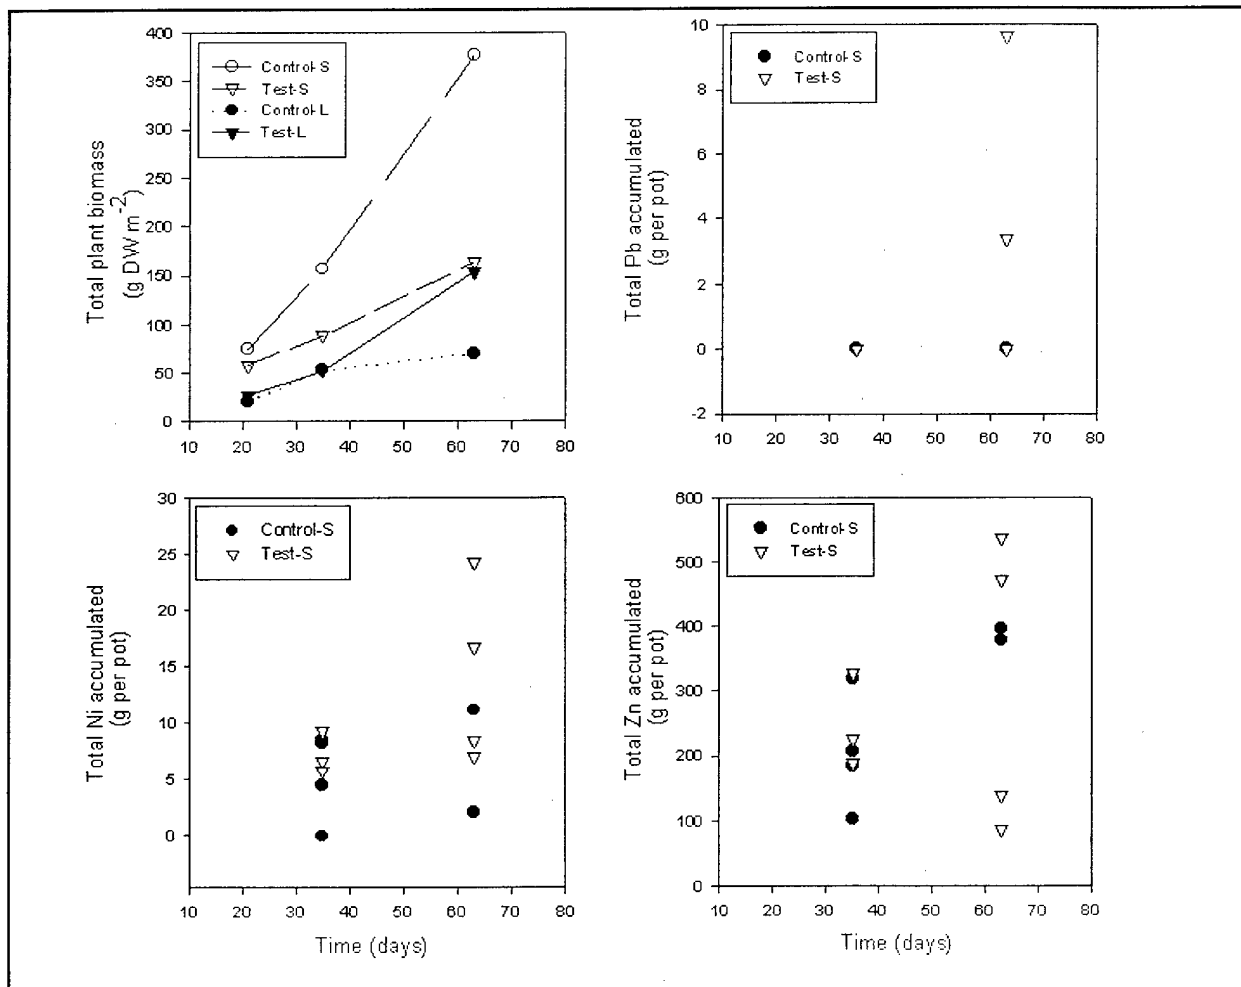 400
350
300
250
200
150
100
50
0
Total plant biomass
(g DW m-2)
Control-S
Test-S
Control-L
Test-L
10 20 30 40 50 60 70 80
10
8
6
4
2
0
-2
Total Pb accumulated
(g per pot)
Control-S
Test-S
10 20 30 40 50 60 70 80
30
25
20
15
10
5
0
Total Ni accumulated
(g per pot)
Control-S
Test-S
10 20 30 40 50 60 70 80
Time (days)
600
500
400
300
200
100
0
Total Zn accumulated
(g per pot)
Control-S
Test-S
10 20 30 40 50 60 70 80
Time (days)